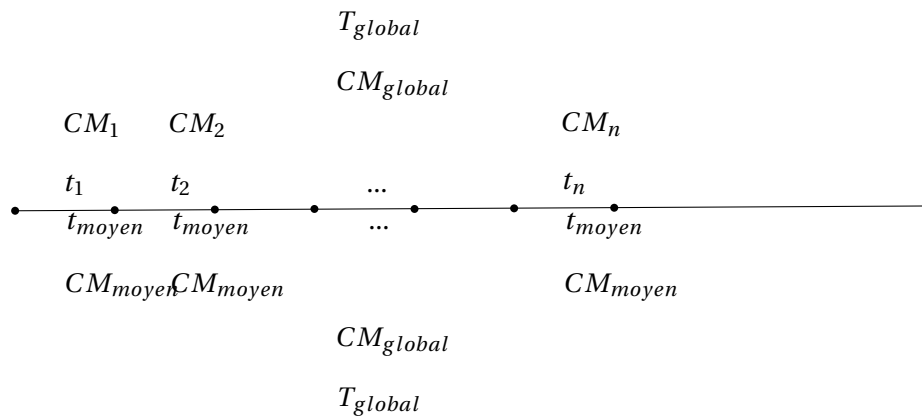 T_global
CM_global
CM_1 CM_2 CM_n
t_1 t_2 ... t_n
t_moyen t_moyen ... t_moyen
CM_moyen CM_moyen CM_moyen
CM_global
T_global